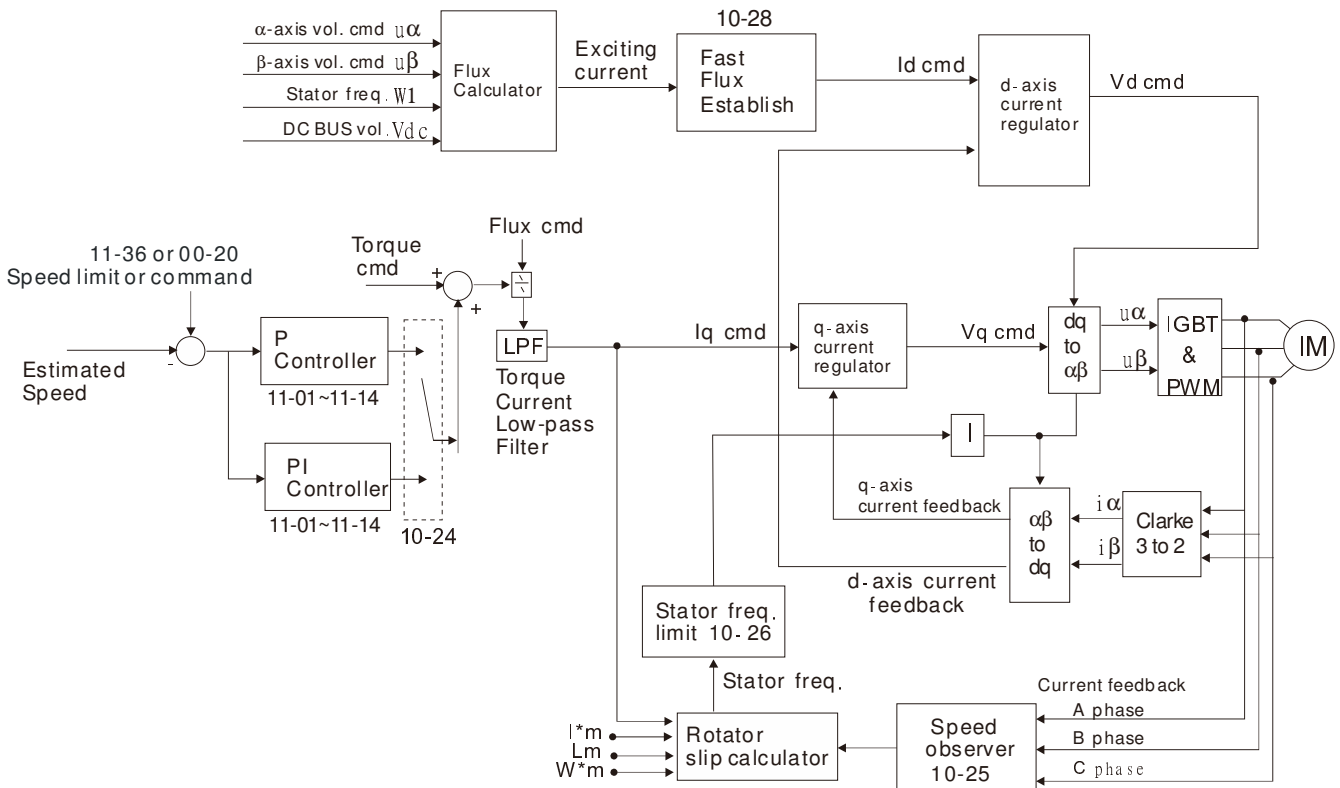 10-28
α-axis vol. cmd uα
β-axis vol. cmd uβ
Stator freq. W1
DC BUS vol. Vdc
Flux
Calculator
Exciting
current
Fast
Flux
Establish
Id cmd
d-axis
current
regulator
Vd cmd
11-36 or 00-20
Speed limit or command
Estimated
Speed
-
P
Controller
11-01~11-14
PI
Controller
11-01~11-14
10-24
Torque
cmd
+
+
Flux cmd
÷
LPF
Torque
Current
Low-pass
Filter
Iq cmd
q-axis
current
regulator
Vq cmd
dq
to
αβ
uα
uβ
IGBT
&
PWM
IM
I
q-axis
current feedback
d-axis current
feedback
αβ
to
dq
iα
iβ
Clarke
3 to 2
Stator freq.
limit 10-26
Stator freq.
I*m
Lm
W*m
Rotator
slip calculator
Speed
observer
10-25
Current feedback
A phase
B phase
C phase